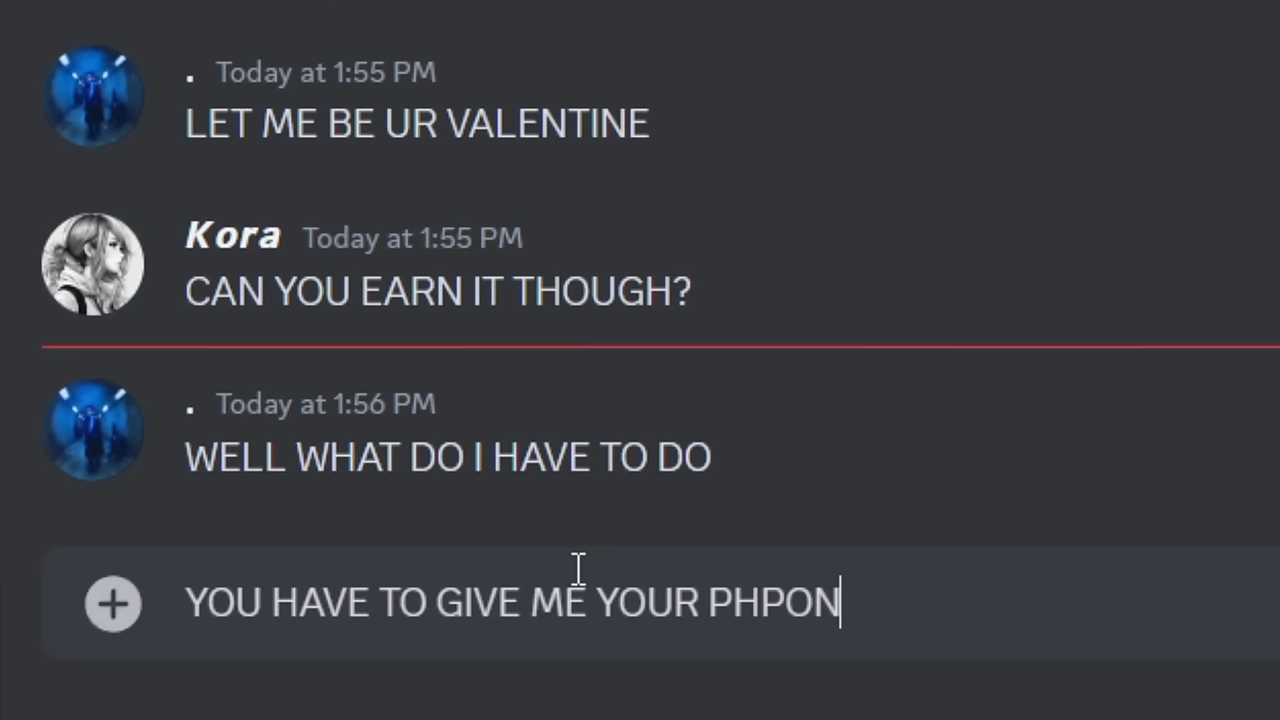 . Today at 1:55 PM
LET ME BE UR VALENTINE
Kora Today at 1:55 PM
CAN YOU EARN IT THOUGH?
. Today at 1:56 PM
WELL WHAT DO I HAVE TO DO
YOU HAVE TO GIVE ME YOUR PHPON